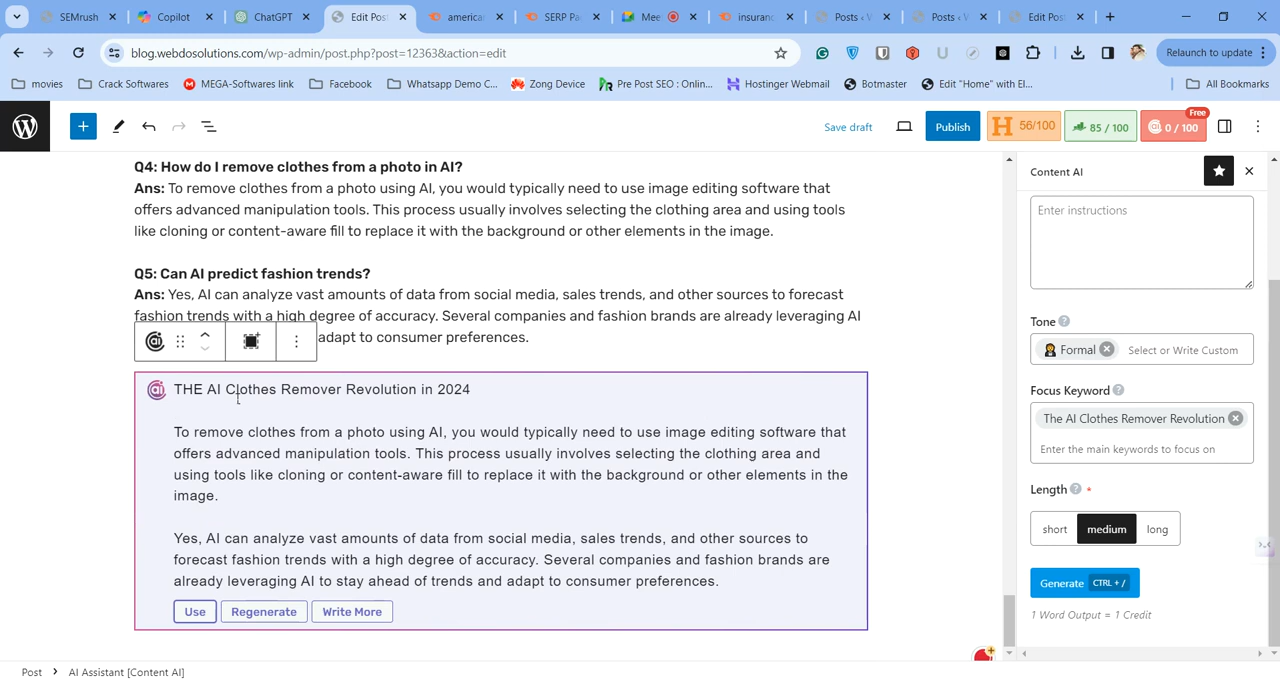 SEMrush
Copilot
ChatGPT
Edit Post
american
SERP Pa
Mee
insuranc
Posts ‹ W
Posts ‹ W
Edit Post
blog.webdosolutions.com/wp-admin/post.php?post=12363&action=edit
Relaunch to update
movies
Crack Softwares
MEGA-Softwares link
Facebook
Whatsapp Demo C...
Zong Device
Pre Post SEO : Onlin...
Hostinger Webmail
Botmaster
Edit "Home" with El...
All Bookmarks
Save draft
Publish
56/100
85 / 100
0 / 100
Free
Q4: How do I remove clothes from a photo in AI?
Ans: To remove clothes from a photo using AI, you would typically need to use image editing software that
offers advanced manipulation tools. This process usually involves selecting the clothing area and using tools
like cloning or content-aware fill to replace it with the background or other elements in the image.
Q5: Can AI predict fashion trends?
Ans: Yes, AI can analyze vast amounts of data from social media, sales trends, and other sources to forecast
fashion trends with a high degree of accuracy. Several companies and fashion brands are already leveraging AI
adapt to consumer preferences.
THE AI Clothes Remover Revolution in 2024
To remove clothes from a photo using AI, you would typically need to use image editing software that
offers advanced manipulation tools. This process usually involves selecting the clothing area and
using tools like cloning or content-aware fill to replace it with the background or other elements in the
image.
Yes, AI can analyze vast amounts of data from social media, sales trends, and other sources to
forecast fashion trends with a high degree of accuracy. Several companies and fashion brands are
already leveraging AI to stay ahead of trends and adapt to consumer preferences.
Use
Regenerate
Write More
Content AI
Enter instructions
Tone
Formal
Select or Write Custom
Focus Keyword
The AI Clothes Remover Revolution
Enter the main keywords to focus on
Length *
short
medium
long
Generate CTRL + /
1 Word Output = 1 Credit
Post
AI Assistant [Content AI]